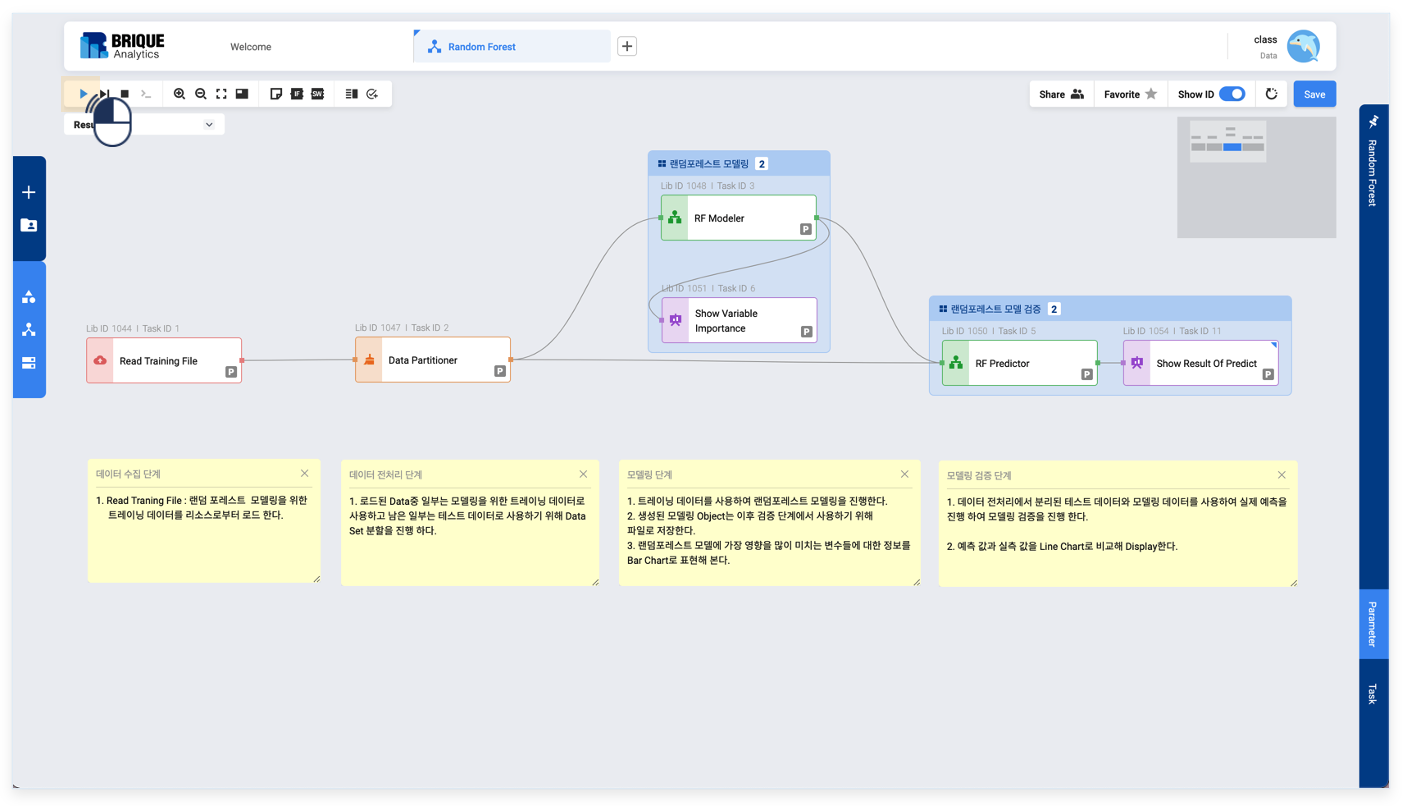 BRIQUE
Analytics
Welcome
Random Forest
class
Data
IF
SW
Share
Favorite
Show ID
Save
Random Forest
랜덤포레스트 모델링 2
Lib ID 1048 | Task ID 3
RF Modeler
P
Lib ID 1051 | Task ID 6
Show Variable
Importance
P
랜덤포레스트 모델 검증 2
Lib ID 1044 | Task ID 1
Read Training File
P
Lib ID 1047 | Task ID 2
Data Partitioner
P
Lib ID 1050 | Task ID 5
RF Predictor
P
Lib ID 1054 | Task ID 11
Show Result Of Predict
P
데이터 수집 단계
1. Read Traning File : 랜덤 포레스트 모델링을 위한
트레이닝 데이터를 리소스로부터 로드 한다.
데이터 전처리 단계
1. 로드된 Data중 일부는 모델링을 위한 트레이닝 데이터로
사용하고 남은 일부는 테스트 데이터로 사용하기 위해 Data
Set 분할을 진행 하다.
모델링 단계
1. 트레이닝 데이터를 사용하여 랜덤포레스트 모델링을 진행한다.
2. 생성된 모델링 Object는 이후 검증 단계에서 사용하기 위해
파일로 저장한다.
3. 랜덤포레스트 모델에 가장 영향을 많이 미치는 변수들에 대한 정보를
Bar Chart로 표현해 본다.
모델링 검증 단계
1. 데이터 전처리에서 분리된 테스트 데이터와 모델링 데이터를 사용하여 실제 예측을
진행 하여 모델링 검증을 진행 한다.
2. 예측 값과 실측 값을 Line Chart로 비교해 Display한다.
Parameter
Task